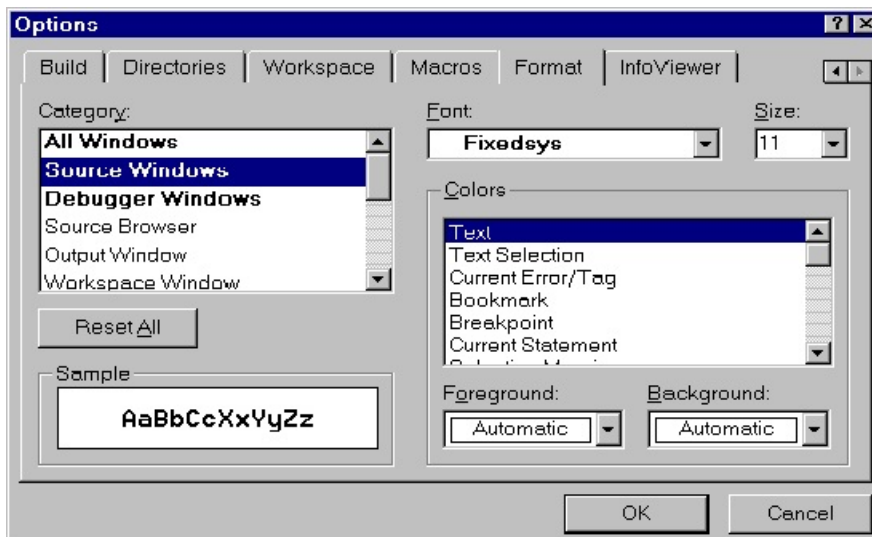 Options
Build Directories Workspace Macros Format InfoViewer
Category:
All Windows
Source Windows
Debugger Windows
Source Browser
Output Window
Workspace Window
Reset All
Sample
AaBbCcXxYyZz
Font:
Fixedsys
Size:
11
Colors
Text
Text Selection
Current Error/Tag
Bookmark
Breakpoint
Current Statement
Foreground:
Automatic
Background:
Automatic
OK
Cancel